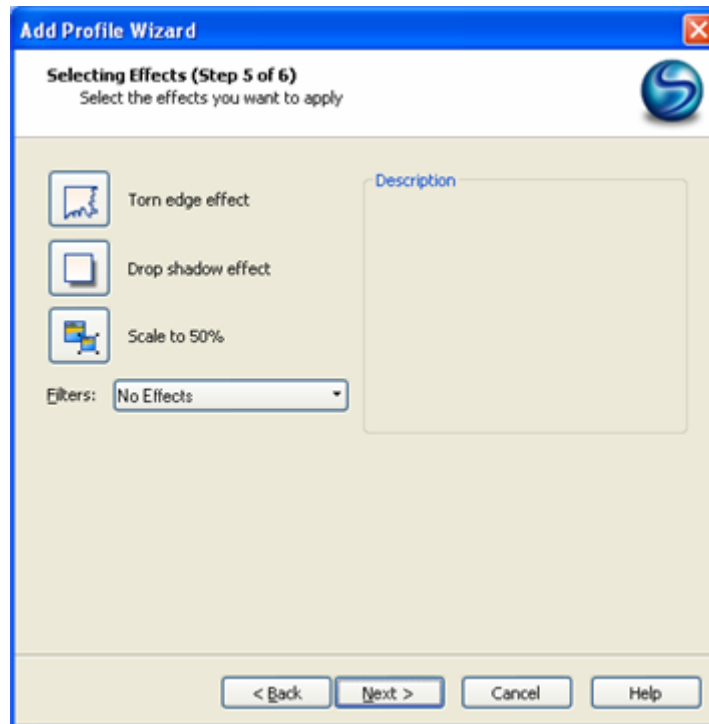 Add Profile Wizard
Selecting Effects (Step 5 of 6)
Select the effects you want to apply
Torn edge effect
Description
Drop shadow effect
Scale to 50%
Filters: No Effects
< Back Next > Cancel Help